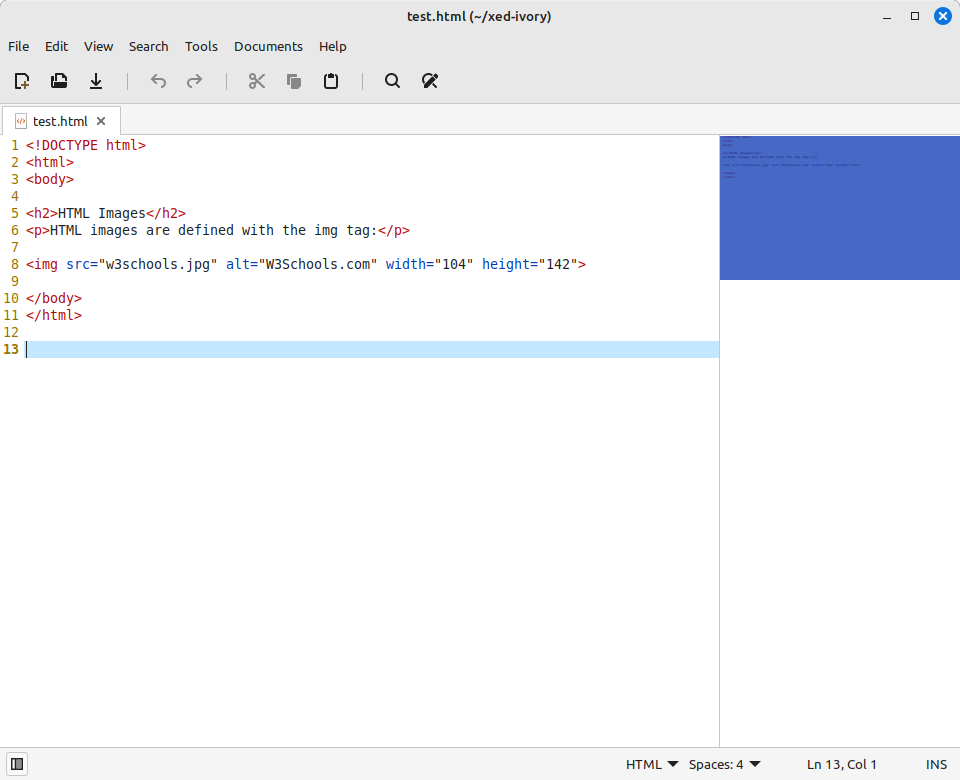 test.html (~/xed-ivory)
File Edit View Search Tools Documents Help
test.html
1 <!DOCTYPE html>
2 <html>
3 <body>
4
5 <h2>HTML Images</h2>
6 <p>HTML images are defined with the img tag:</p>
7
8 <img src="w3schools.jpg" alt="W3Schools.com" width="104" height="142">
9
10 </body>
11 </html>
12
13
HTML Spaces: 4 Ln 13, Col 1 INS